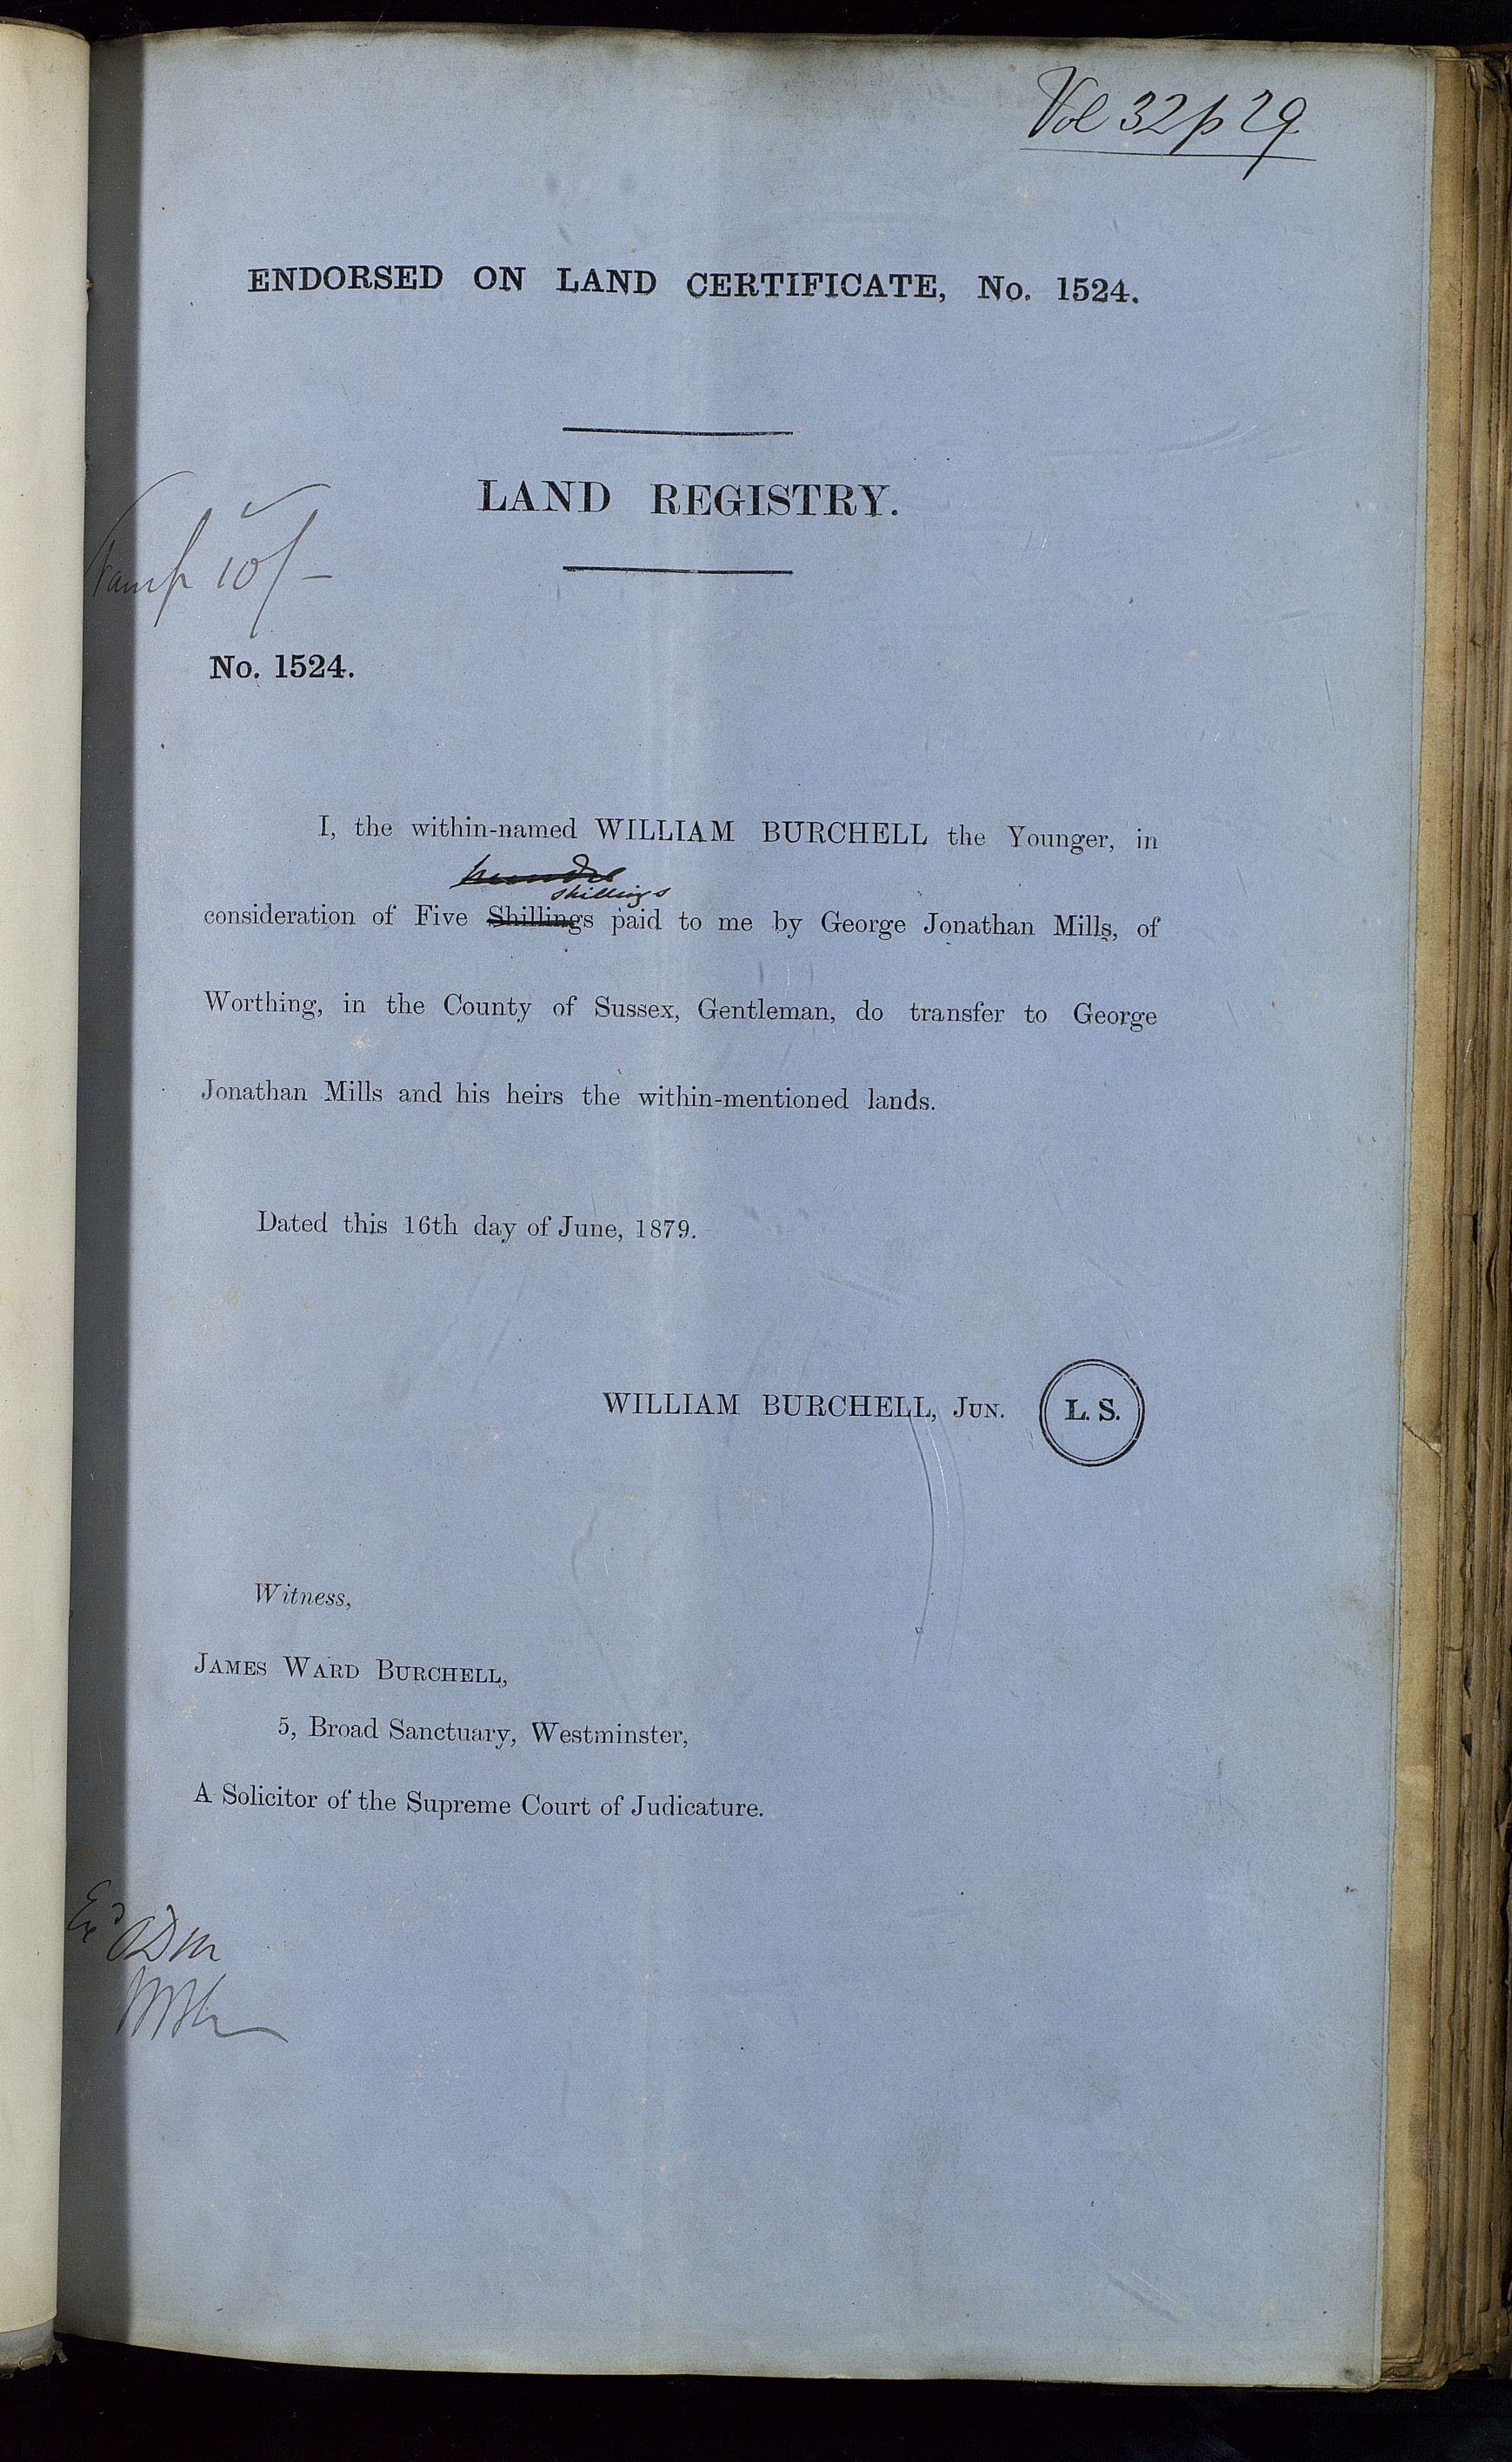 Vol 32 p 29
ENDORSED ON LAND CERTIFICATE, No. 1524.
LAND REGISTRY.
Stamp 10/-
No. 1524.
I, the within-named WILLIAM BURCHELL the Younger, in
shillings
consideration of Five Shillings paid to me by George Jonathan Mills, of
Worthing, in the County of Sussex, Gentleman, do transfer to George
Jonathan Mills and his heirs the within-mentioned lands.
Dated this 16th day of June, 1879.
WILLIAM BURCHELL, JUN. L. S.
Witness,
JAMES WARD BURCHELL,
5, Broad Sanctuary, Westminster,
A Solicitor of the Supreme Court of Judicature.
Exd